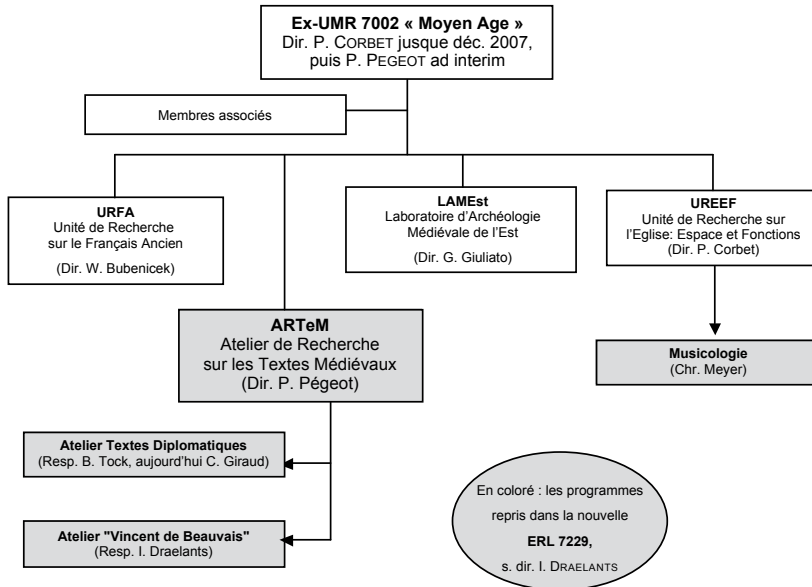 Ex-UMR 7002 « Moyen Age »
Dir. P. CORBET jusque déc. 2007,
puis P. PEGEOT ad interim
Membres associés
URFA
Unité de Recherche
sur le Français Ancien
(Dir. W. Bubenicek)
LAMEst
Laboratoire d'Archéologie
Médiévale de l'Est
(Dir. G. Giuliato)
UREEF
Unité de Recherche sur
l'Eglise: Espace et Fonctions
(Dir. P. Corbet)
ARTeM
Atelier de Recherche
sur les Textes Médiévaux
(Dir. P. Pégeot)
Musicologie
(Chr. Meyer)
Atelier Textes Diplomatiques
(Resp. B. Tock, aujourd'hui C. Giraud)
Atelier "Vincent de Beauvais"
(Resp. I. Draelants)
En coloré : les programmes
repris dans la nouvelle
ERL 7229,
s. dir. I. DRAELANTS